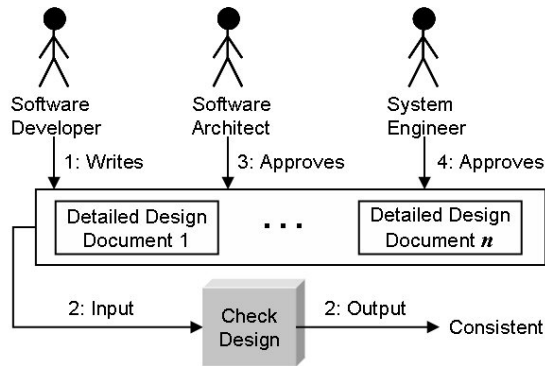 Software
Developer
Software
Architect
System
Engineer
1: Writes
3: Approves
4: Approves
Detailed Design
Document 1
. . .
Detailed Design
Document n
2: Input
Check
Design
2: Output
Consistent